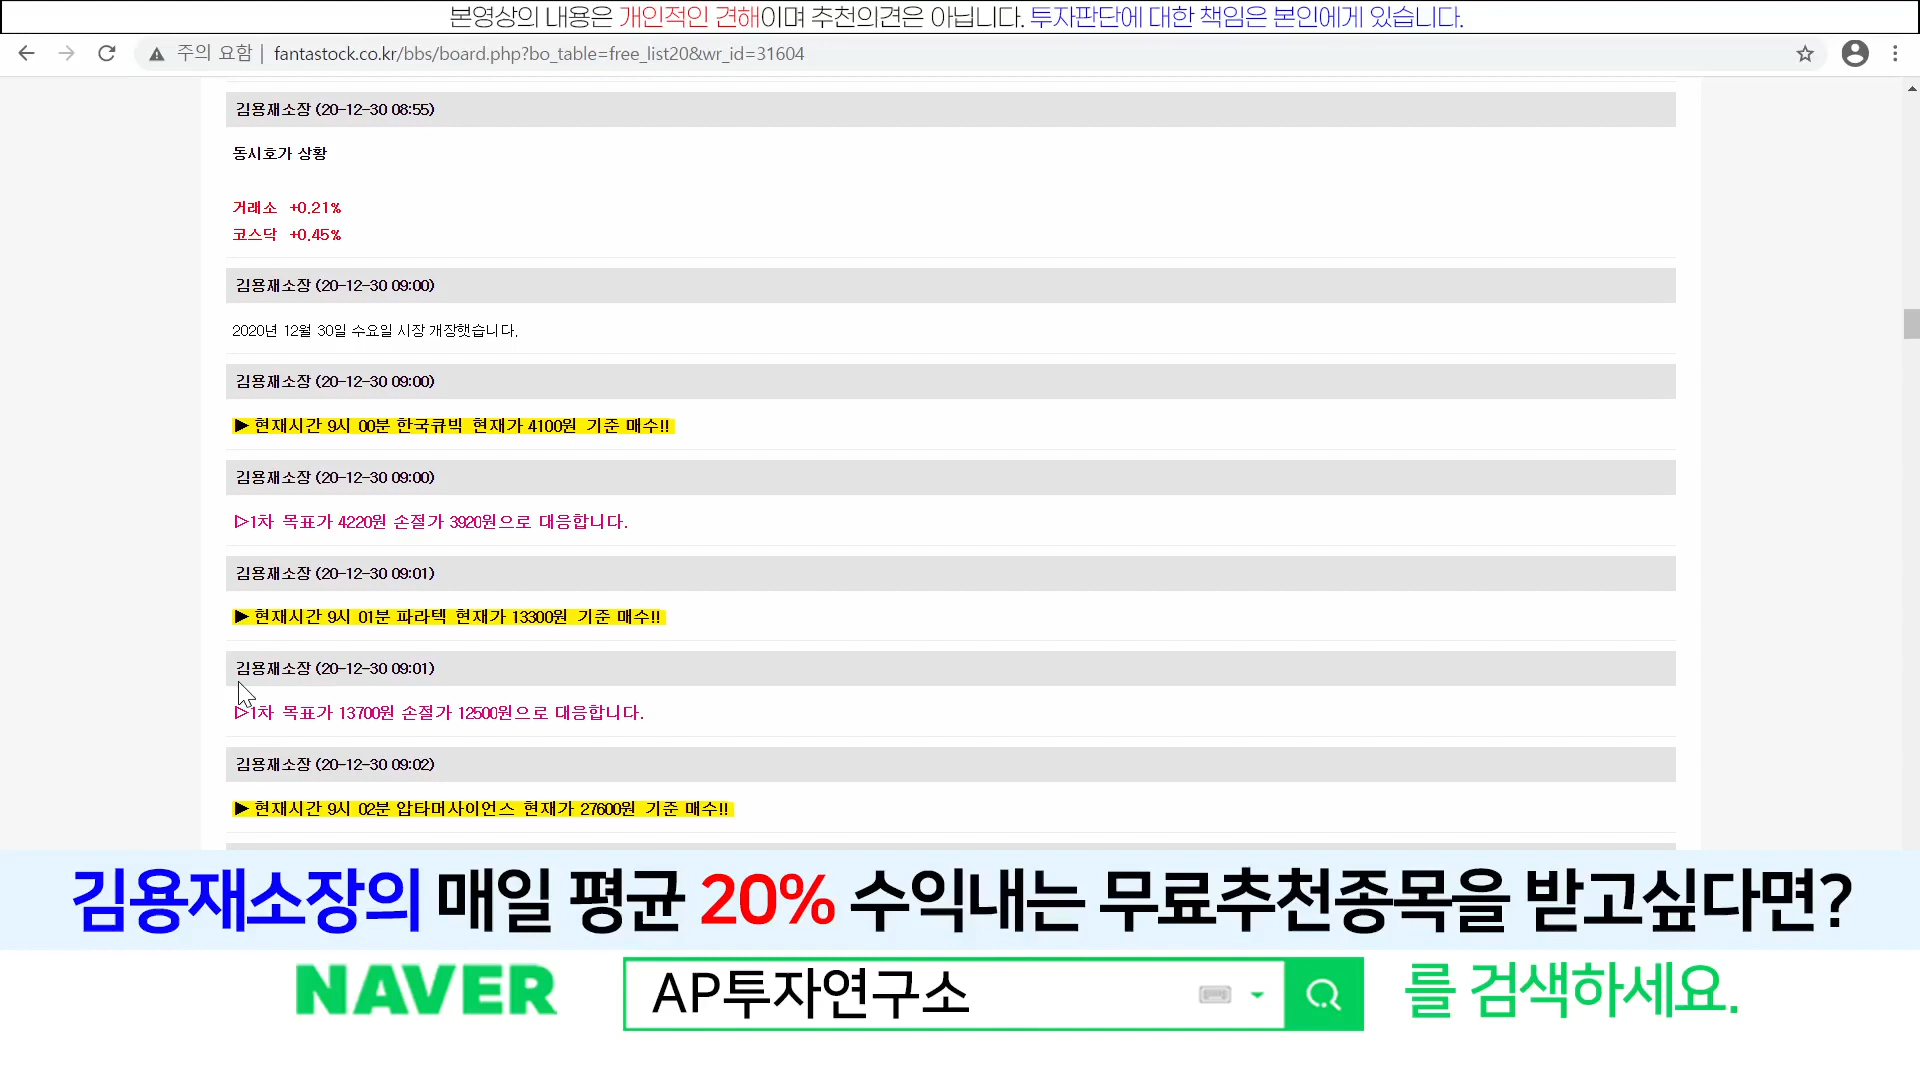 본영상의 내용은 개인적인 견해이며 추천의견은 아닙니다. 투자판단에 대한 책임은 본인에게 있습니다.
주의 요함 | fantastock.co.kr/bbs/board.php?bo_table=free_list20&wr_id=31604
김용재소장 (20-12-30 08:55)
동시호가 상황
거래소 +0.21%
코스닥 +0.45%
김용재소장 (20-12-30 09:00)
2020년 12월 30일 수요일 시장 개장햇습니다.
김용재소장 (20-12-30 09:00)
▶ 현재시간 9시 00분 한국큐빅 현재가 4100원 기준 매수!!
김용재소장 (20-12-30 09:00)
▷1차 목표가 4220원 손절가 3920원으로 대응합니다.
김용재소장 (20-12-30 09:01)
▶ 현재시간 9시 01분 파라텍 현재가 13300원 기준 매수!!
김용재소장 (20-12-30 09:01)
▷1차 목표가 13700원 손절가 12500원으로 대응합니다.
김용재소장 (20-12-30 09:02)
▶ 현재시간 9시 02분 압타머사이언스 현재가 27600원 기준 매수!!
김용재소장의 매일 평균 20% 수익내는 무료추천종목을 받고싶다면?
NAVER AP투자연구소 를 검색하세요.